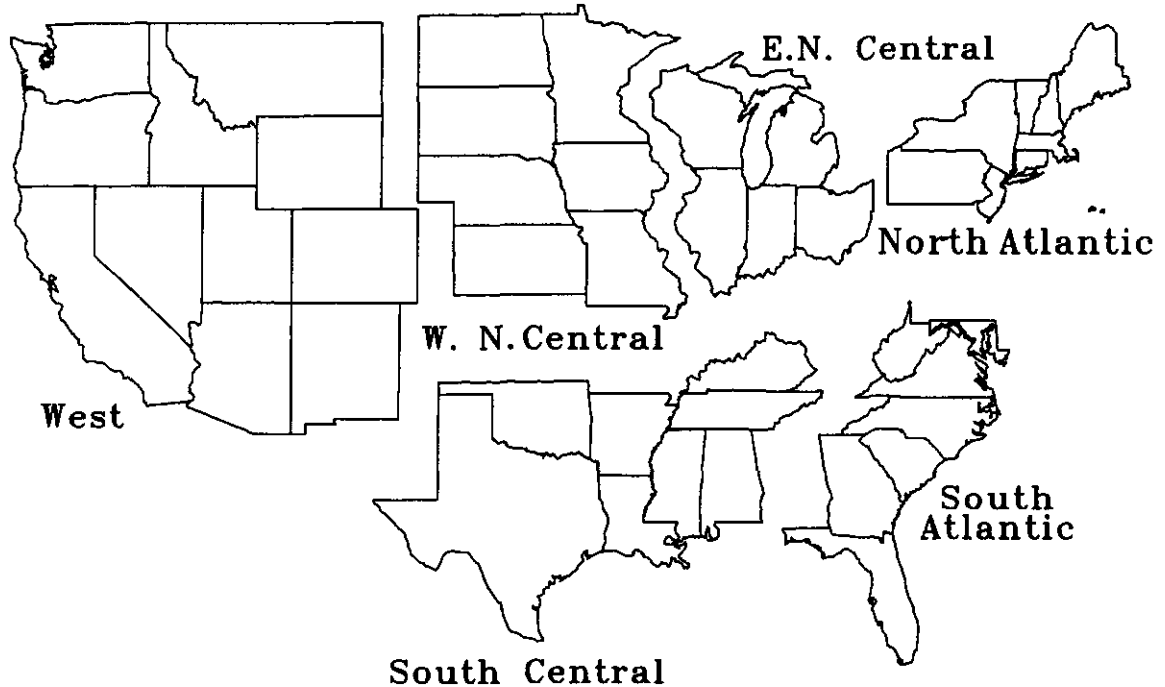 E.N. Central
North Atlantic
W. N. Central
West
South
Atlantic
South Central